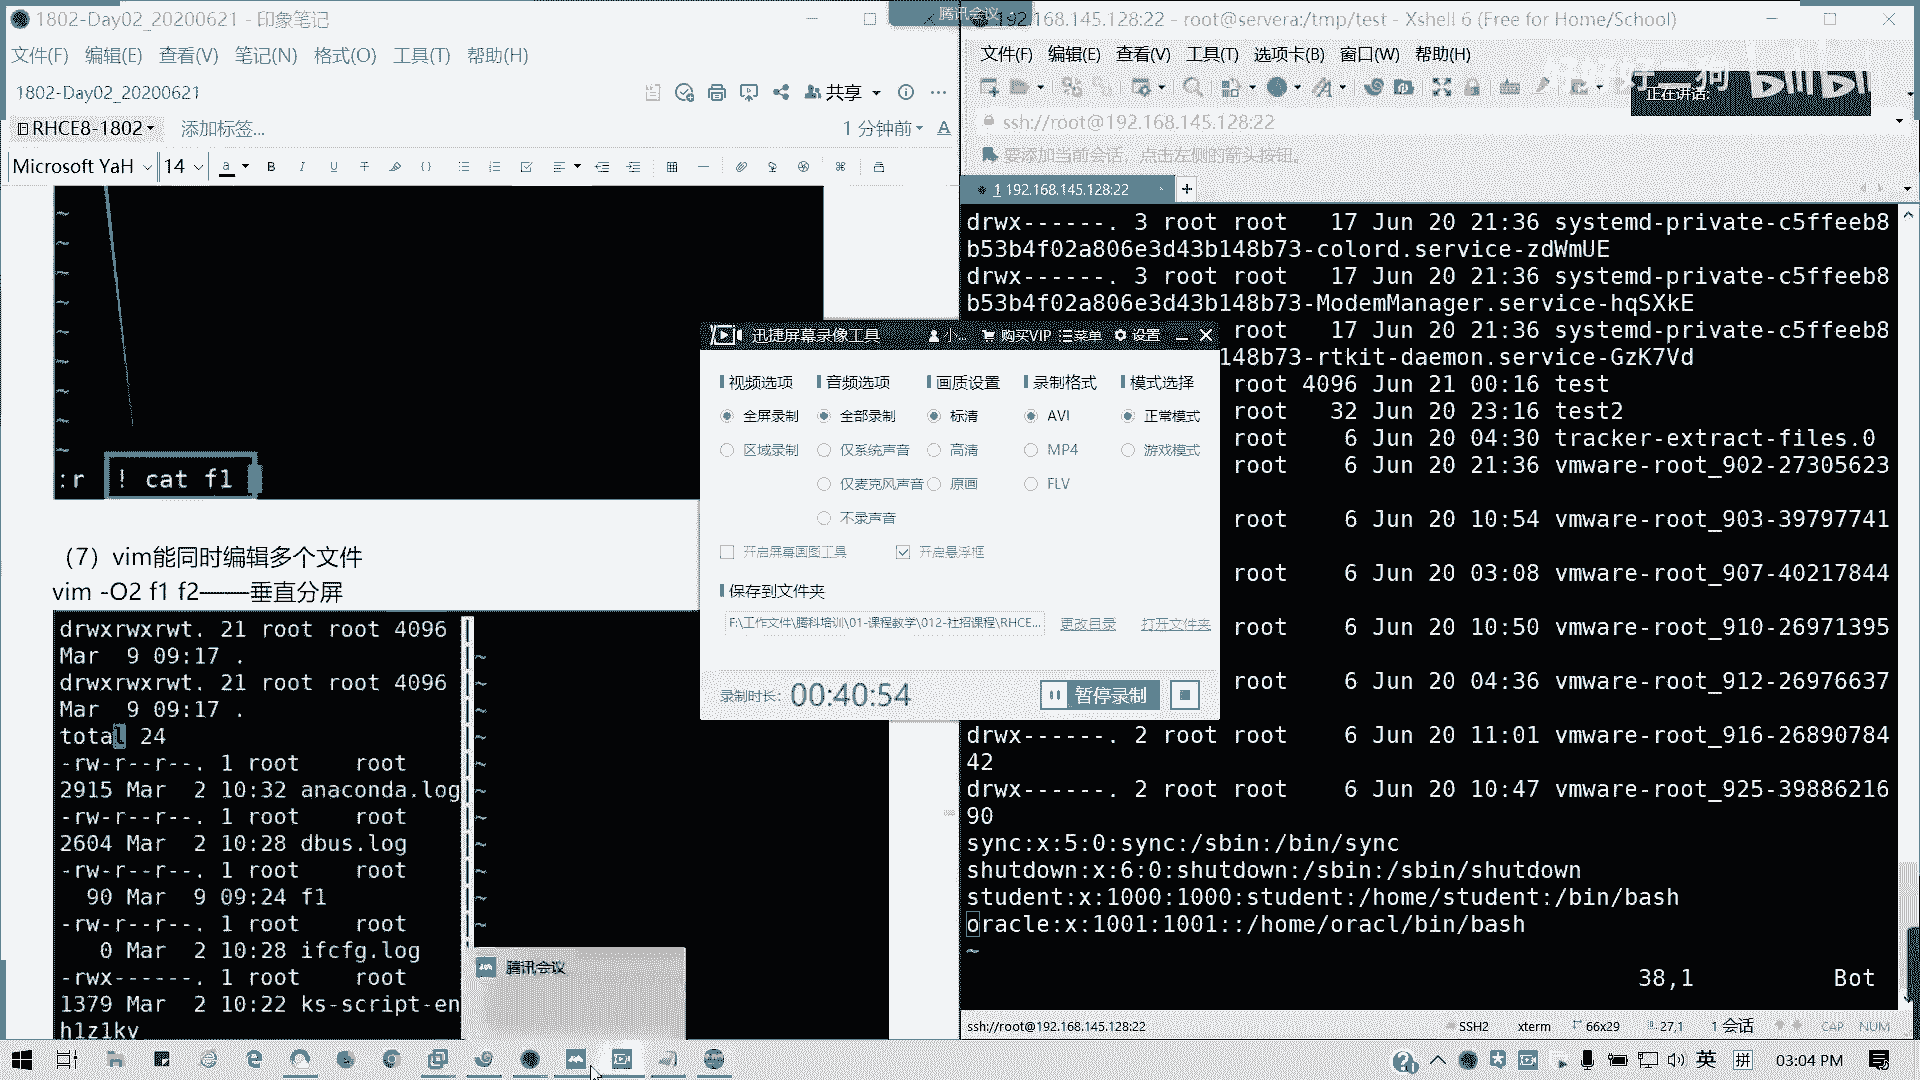 1802-Day02_20200621 - 印象笔记
文件(F) 编辑(E) 查看(V) 笔记(N) 格式(O) 工具(T) 帮助(H)
1802-Day02_20200621
共享
RHCE8-1802 添加标签...
1 分钟前
Microsoft YaH 14
:r ! cat f1
（7）vim能同时编辑多个文件
vim -O2 f1 f2———垂直分屏
drwxrwxrwt. 21 root root 4096
Mar  9 09:17 .
drwxrwxrwt. 21 root root 4096
Mar  9 09:17 .
total 24
-rw-r--r--. 1 root    root
2915 Mar  2 10:32 anaconda.log
-rw-r--r--. 1 root    root
2604 Mar  2 10:28 dbus.log
-rw-r--r--. 1 root    root
90 Mar  9 09:24 f1
-rw-r--r--. 1 root    root
0 Mar  2 10:28 ifcfg.log
-rwx------. 1 root    root
1379 Mar  2 10:22 ks-script-en
h1z1kv
腾讯会议
腾讯会议
192.168.145.128:22 - root@servera:/tmp/test - Xshell 6 (Free for Home/School)
文件(F) 编辑(E) 查看(V) 工具(T) 选项卡(B) 窗口(W) 帮助(H)
正在讲话:
ssh://root@192.168.145.128:22
要添加当前会话，点击左侧的箭头按钮。
1 192.168.145.128:22
drwx------. 3 root root   17 Jun 20 21:36 systemd-private-c5ffeeb8
b53b4f02a806e3d43b148b73-colord.service-zdWmUE
drwx------. 3 root root   17 Jun 20 21:36 systemd-private-c5ffeeb8
b53b4f02a806e3d43b148b73-ModemManager.service-hqSXkE
root   17 Jun 20 21:36 systemd-private-c5ffeeb8
148b73-rtkit-daemon.service-GzK7Vd
root 4096 Jun 21 00:16 test
root   32 Jun 20 23:16 test2
root    6 Jun 20 04:30 tracker-extract-files.0
root    6 Jun 20 21:36 vmware-root_902-27305623
root    6 Jun 20 10:54 vmware-root_903-39797741
root    6 Jun 20 03:08 vmware-root_907-40217844
root    6 Jun 20 10:50 vmware-root_910-26971395
root    6 Jun 20 04:36 vmware-root_912-26976637
drwx------. 2 root root    6 Jun 20 11:01 vmware-root_916-26890784
42
drwx------. 2 root root    6 Jun 20 10:47 vmware-root_925-39886216
90
sync:x:5:0:sync:/sbin:/bin/sync
shutdown:x:6:0:shutdown:/sbin:/sbin/shutdown
student:x:1000:1000:student:/home/student:/bin/bash
oracle:x:1001:1001::/home/oracl/bin/bash
~
38,1 Bot
ssh://root@192.168.145.128:22 SSH2 xterm 66x29 27,1 1 会话 CAP NUM
迅捷屏幕录像工具 小... 购买VIP 菜单 设置
视频选项 音频选项 画质设置 录制格式 模式选择
全屏录制 全部录制 标清 AVI 正常模式
区域录制 仅系统声音 高清 MP4 游戏模式
仅麦克风声音 原画 FLV
不录声音
开启屏幕画图工具 开启悬浮框
保存到文件夹
F:\工作文件\腾科培训\01-课程教学\012-社招课程\RHCE... 更改目录 打开文件夹
录制时长: 00:40:54 暂停录制
英 拼 03:04 PM